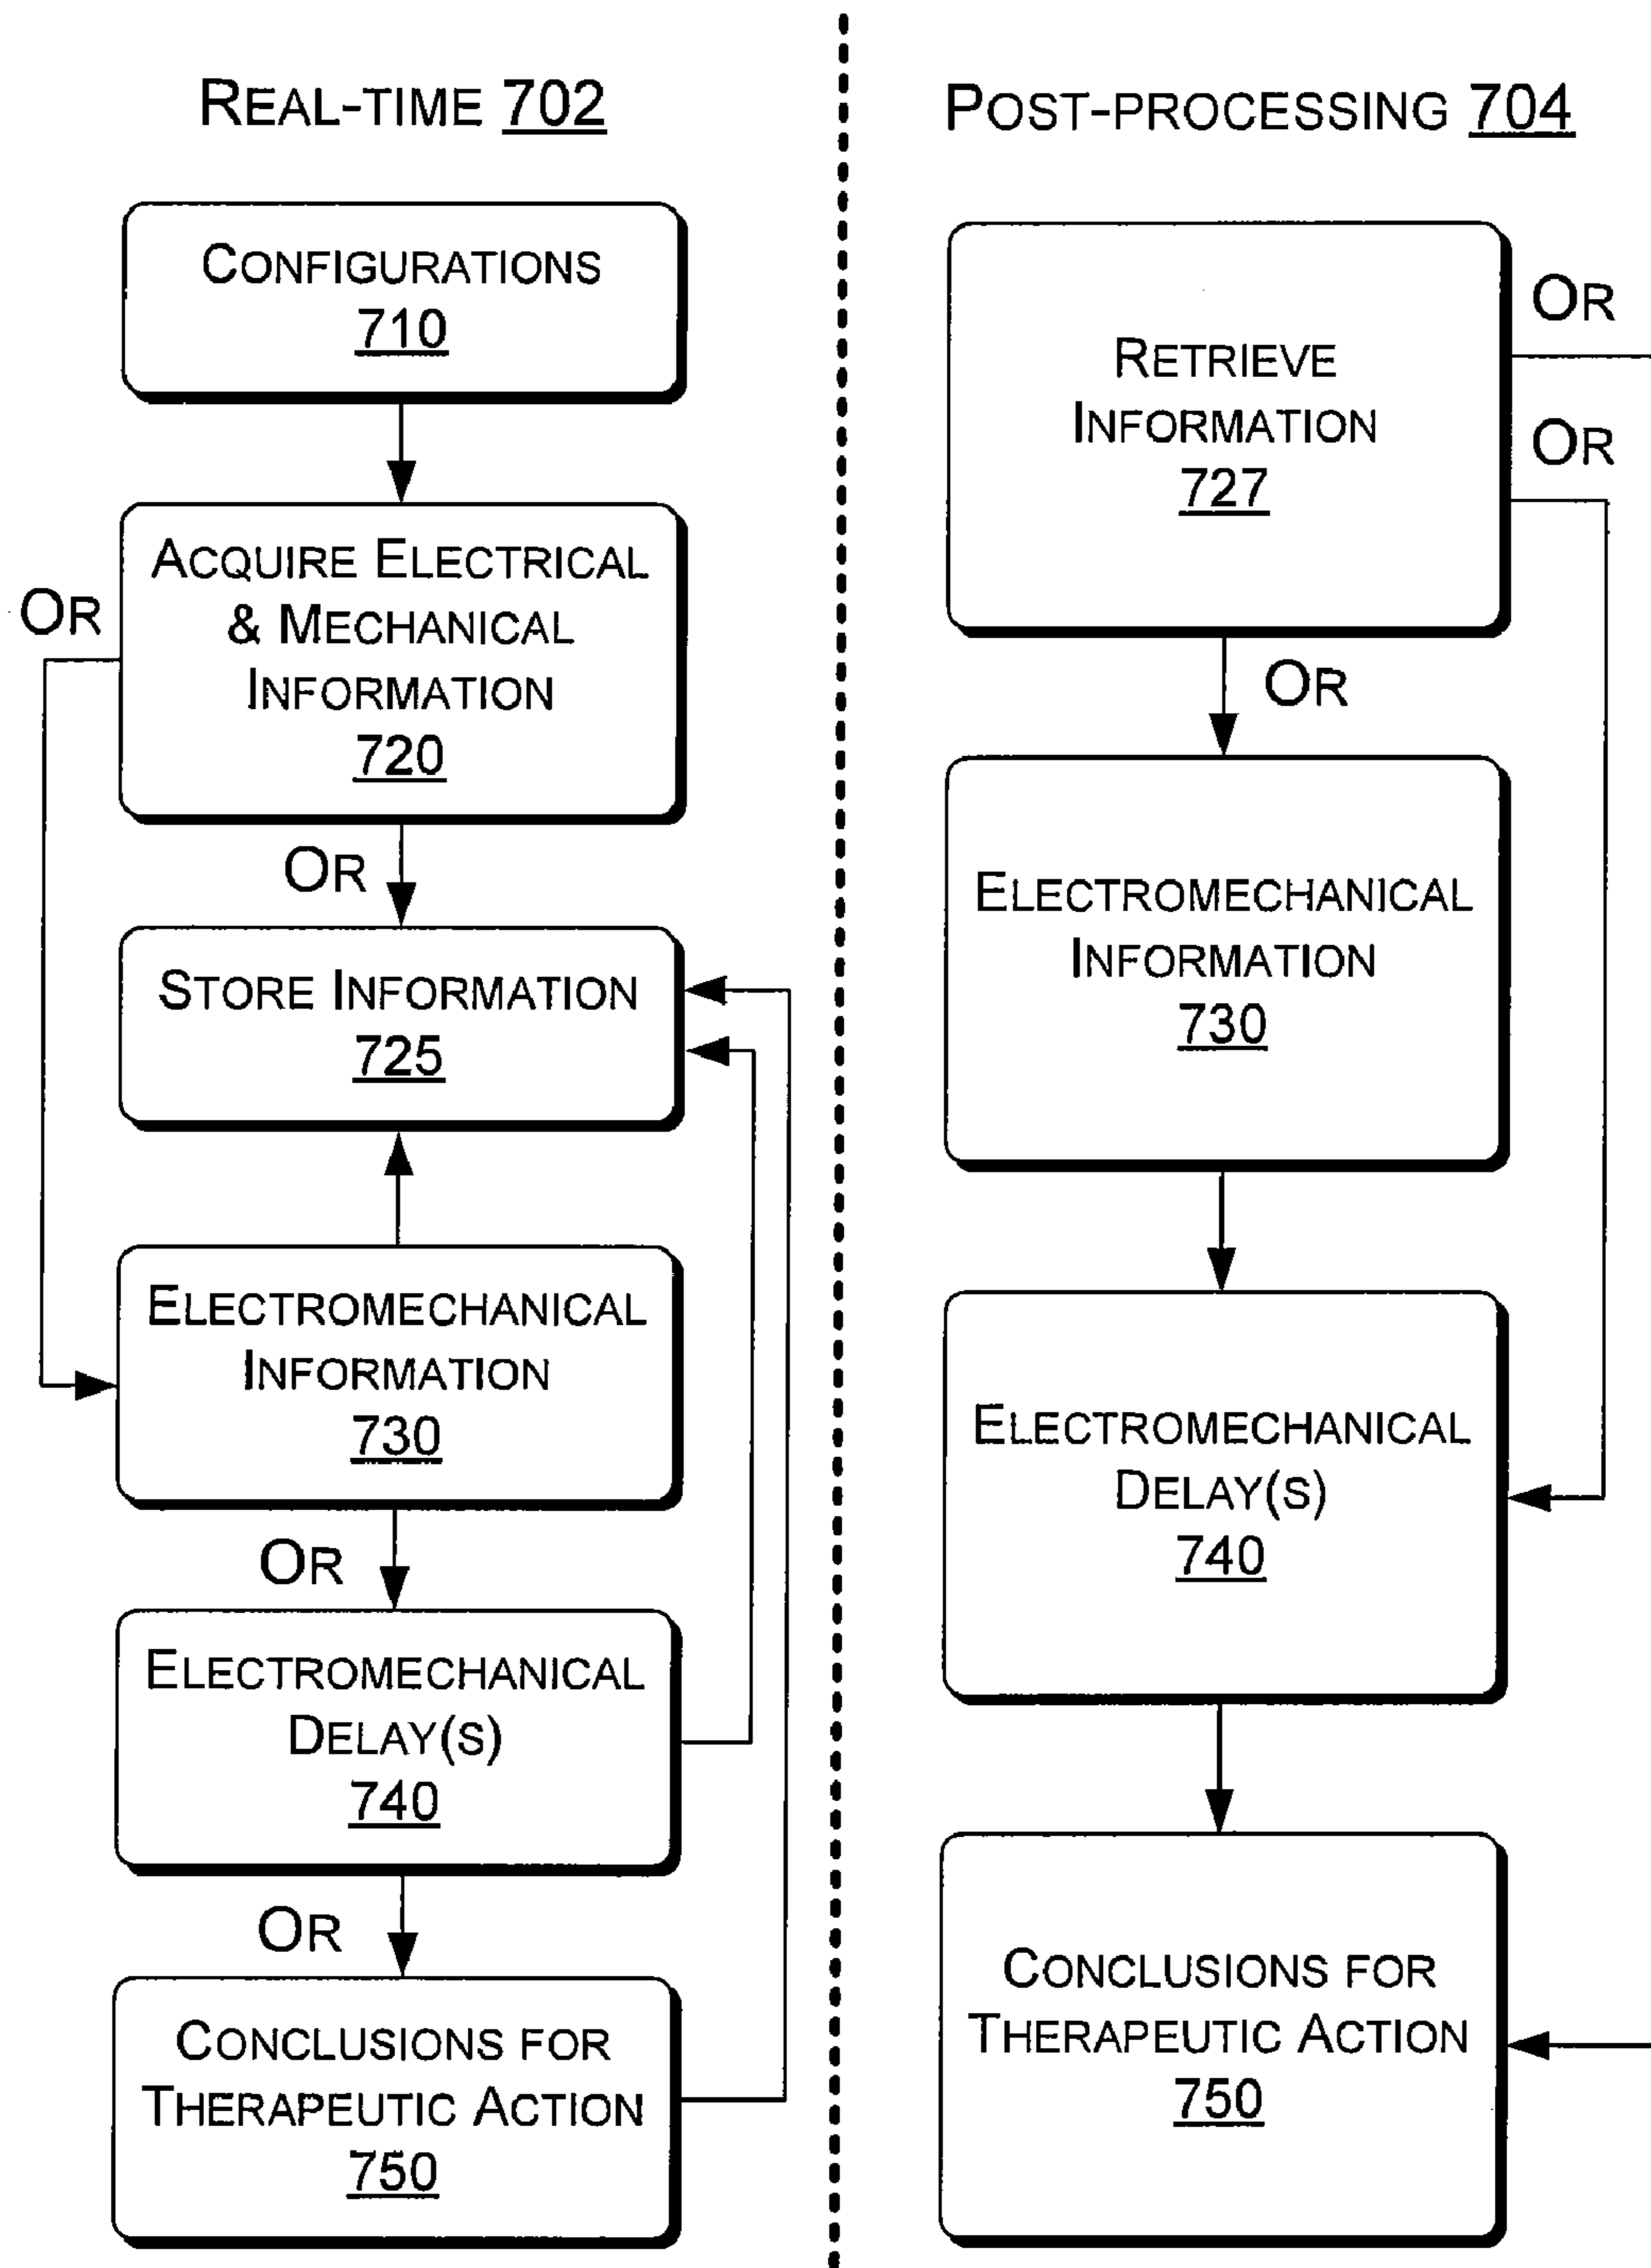 REAL-TIME 702
CONFIGURATIONS
710
ACQUIRE ELECTRICAL
& MECHANICAL
INFORMATION
720
OR
OR
STORE INFORMATION
725
ELECTROMECHANICAL
INFORMATION
730
OR
ELECTROMECHANICAL
DELAY(S)
740
OR
CONCLUSIONS FOR
THERAPEUTIC ACTION
750
POST-PROCESSING 704
RETRIEVE
INFORMATION
727
OR
OR
OR
ELECTROMECHANICAL
INFORMATION
730
ELECTROMECHANICAL
DELAY(S)
740
CONCLUSIONS FOR
THERAPEUTIC ACTION
750